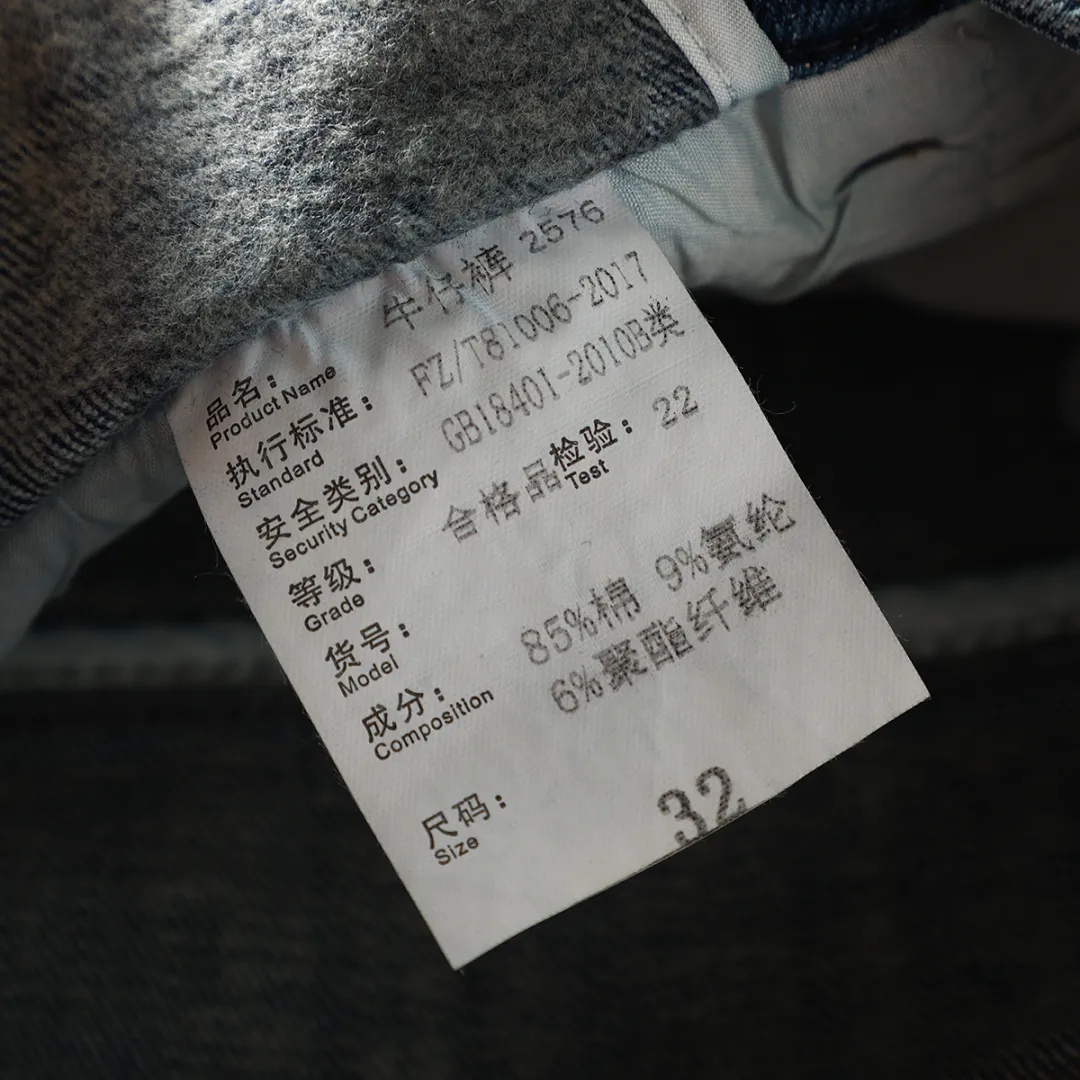 品名： 牛仔裤 2576
Product Name
执行标准： FZ/T81006-2017
Standard
安全类别： GB18401-2010B类
Security Category
等级： 合格品 检验： 22
Grade Test
货号：
Model
成分： 85%棉 9%氨纶
Composition 6%聚酯纤维
尺码： 32
Size